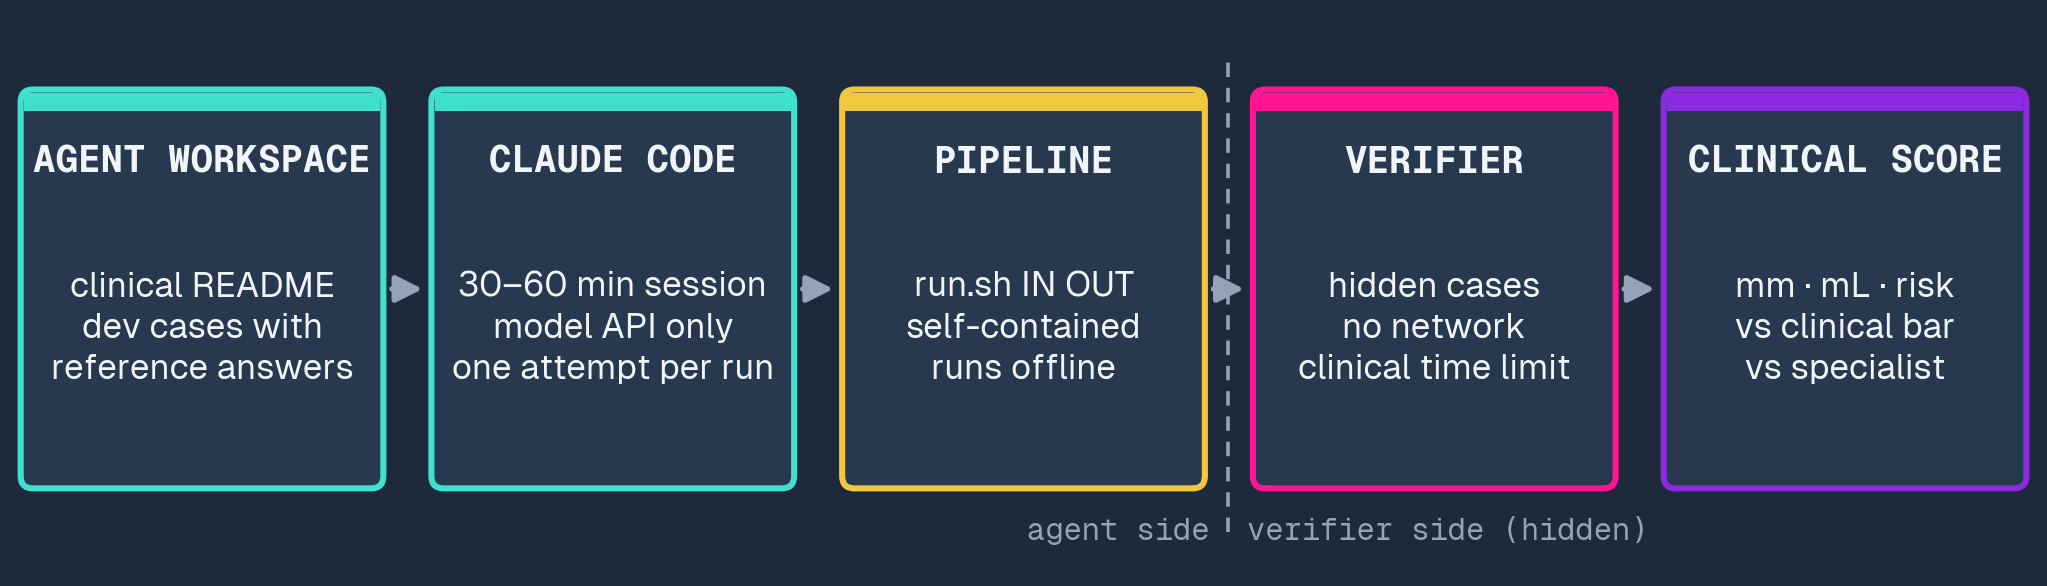 AGENT WORKSPACE
clinical README
dev cases with
reference answers
CLAUDE CODE
30–60 min session
model API only
one attempt per run
PIPELINE
run.sh IN OUT
self-contained
runs offline
VERIFIER
hidden cases
no network
clinical time limit
CLINICAL SCORE
mm · mL · risk
vs clinical bar
vs specialist
agent side
verifier side (hidden)